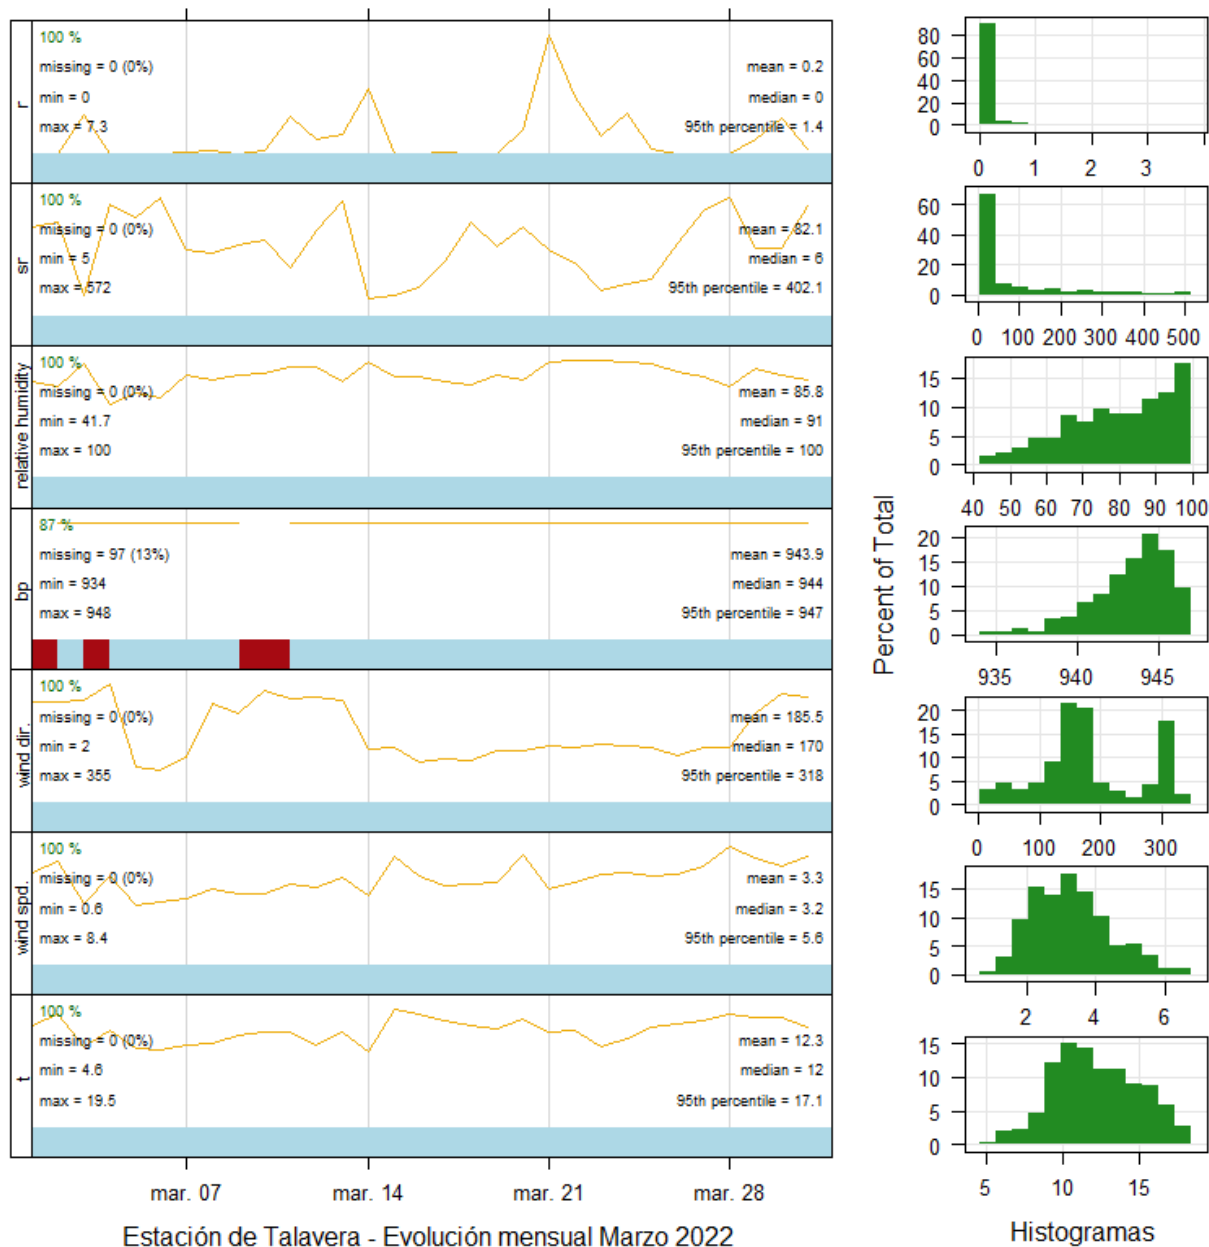 r
100 %
missing = 0 (0%)
min = 0
max = 7.3
mean = 0.2
median = 0
95th percentile = 1.4
sr
100 %
missing = 0 (0%)
min = 5
max = 572
mean = 82.1
median = 6
95th percentile = 402.1
relative humidity
100 %
missing = 0 (0%)
min = 41.7
max = 100
mean = 85.8
median = 91
95th percentile = 100
bp
87 %
missing = 97 (13%)
min = 934
max = 948
mean = 943.9
median = 944
95th percentile = 947
wind dir.
100 %
missing = 0 (0%)
min = 2
max = 355
mean = 185.5
median = 170
95th percentile = 318
wind spd.
100 %
missing = 0 (0%)
min = 0.6
max = 8.4
mean = 3.3
median = 3.2
95th percentile = 5.6
t
100 %
missing = 0 (0%)
min = 4.6
max = 19.5
mean = 12.3
median = 12
95th percentile = 17.1
mar. 07 mar. 14 mar. 21 mar. 28
Estación de Talavera - Evolución mensual Marzo 2022
Percent of Total
80
60
40
20
0
0 1 2 3
60
40
20
0
0 100 200 300 400 500
15
10
5
0
40 50 60 70 80 90 100
20
15
10
5
0
935 940 945
20
15
10
5
0
0 100 200 300
15
10
5
0
2 4 6
15
10
5
0
5 10 15
Histogramas